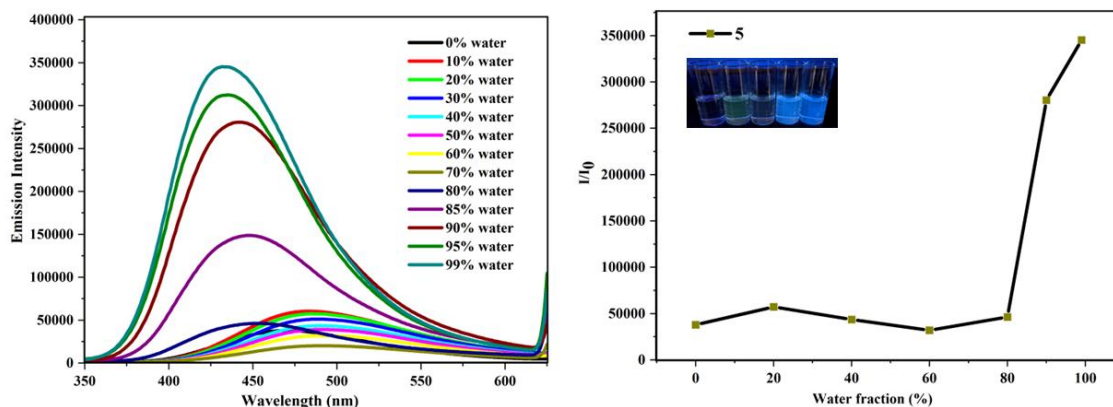 400000
350000
300000
250000
200000
150000
100000
50000
0
Emission Intensity
0% water
10% water
20% water
30% water
40% water
50% water
60% water
70% water
80% water
85% water
90% water
95% water
99% water
350 400 450 500 550 600
Wavelength (nm)
5
350000
300000
250000
200000
150000
100000
50000
0
I/I0
0 20 40 60 80 100
Water fraction (%)